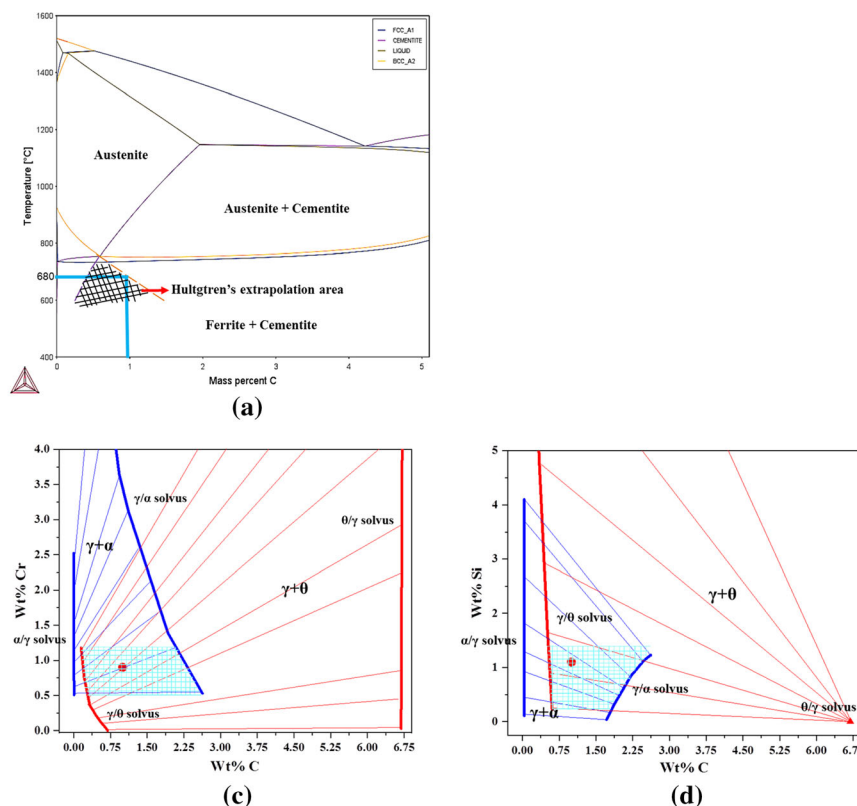 1600
1400
1200
1000
800
680
600
400
Temperature [°C]
FCC_A1
CEMENTITE
LIQUID
BCC_A2
Austenite
Austenite + Cementite
Hultgren's extrapolation area
Ferrite + Cementite
0 1 2 3 4 5
Mass percent C
(a)
4.0
3.5
3.0
2.5
2.0
1.5
1.0
0.5
0.0
Wt% Cr
γ/α solvus
θ/γ solvus
γ+α
γ+θ
α/γ solvus
γ/θ solvus
0.00 0.75 1.50 2.25 3.00 3.75 4.50 5.25 6.00 6.75
Wt% C
(c)
5
4
3
2
1
0
Wt% Si
γ+θ
γ/θ solvus
α/γ solvus
γ/α solvus
θ/γ solvus
γ+α
0.00 0.75 1.50 2.25 3.00 3.75 4.50 5.25 6.00 6.75
Wt% C
(d)